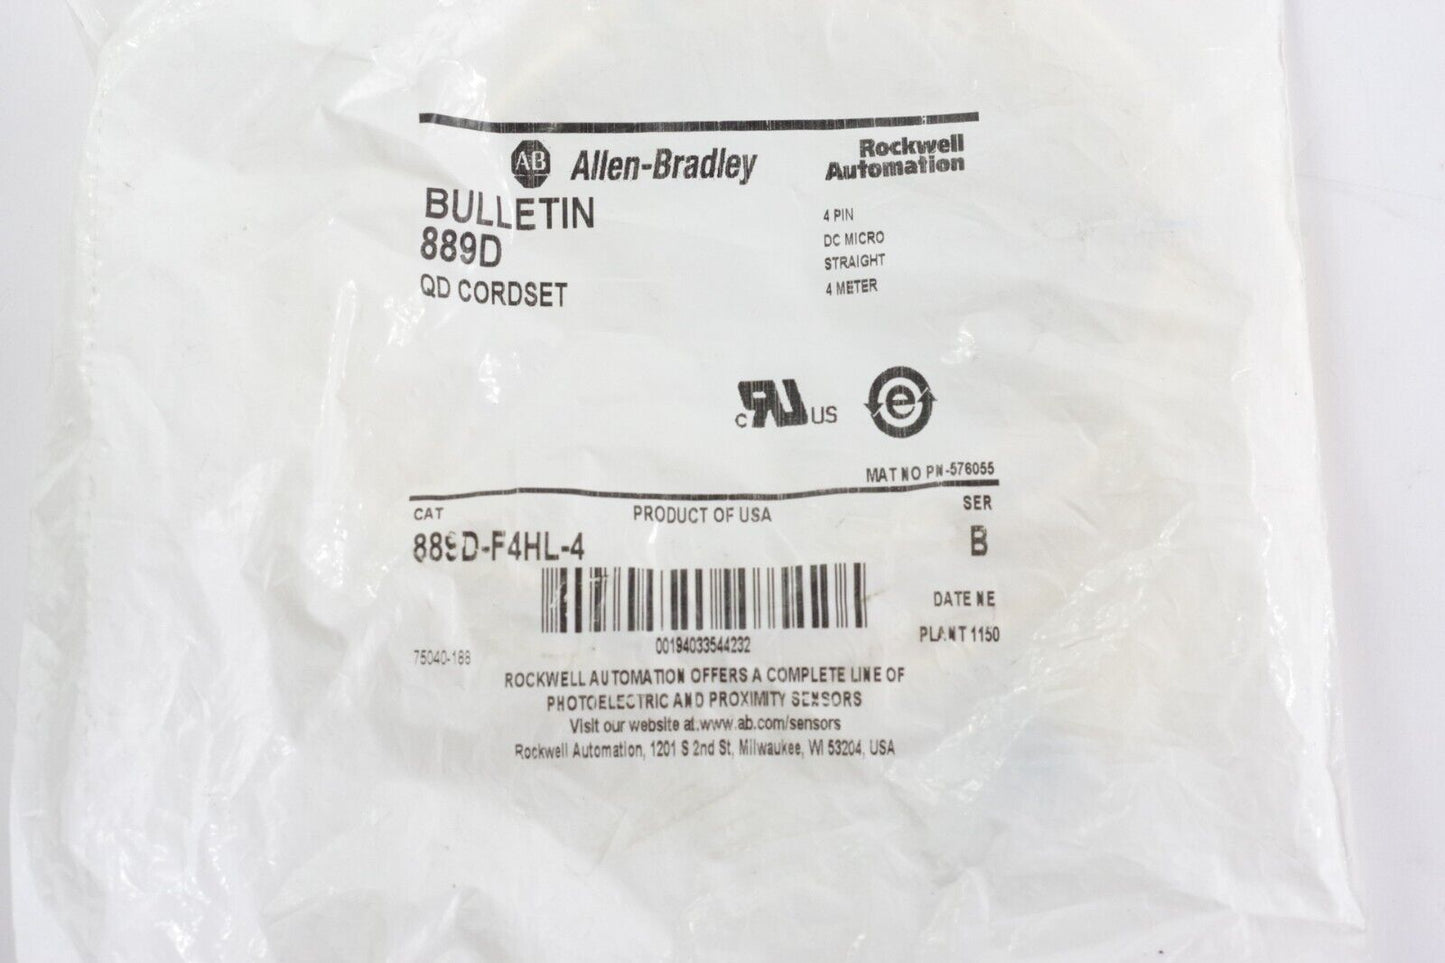 AB Allen-Bradley
Rockwell
Automation
BULLETIN
889D
QD CORDSET
4 PIN
DC MICRO
STRAIGHT
4 METER
c RU US
e
MAT NO PN-576055
CAT
PRODUCT OF USA
SER
889D-F4HL-4
B
00194033544232
DATE NE
PLANT 1150
75040-188
ROCKWELL AUTOMATION OFFERS A COMPLETE LINE OF
PHOTOELECTRIC AND PROXIMITY SENSORS
Visit our website at.www.ab.com/sensors
Rockwell Automation, 1201 S 2nd St, Milwaukee, WI 53204, USA